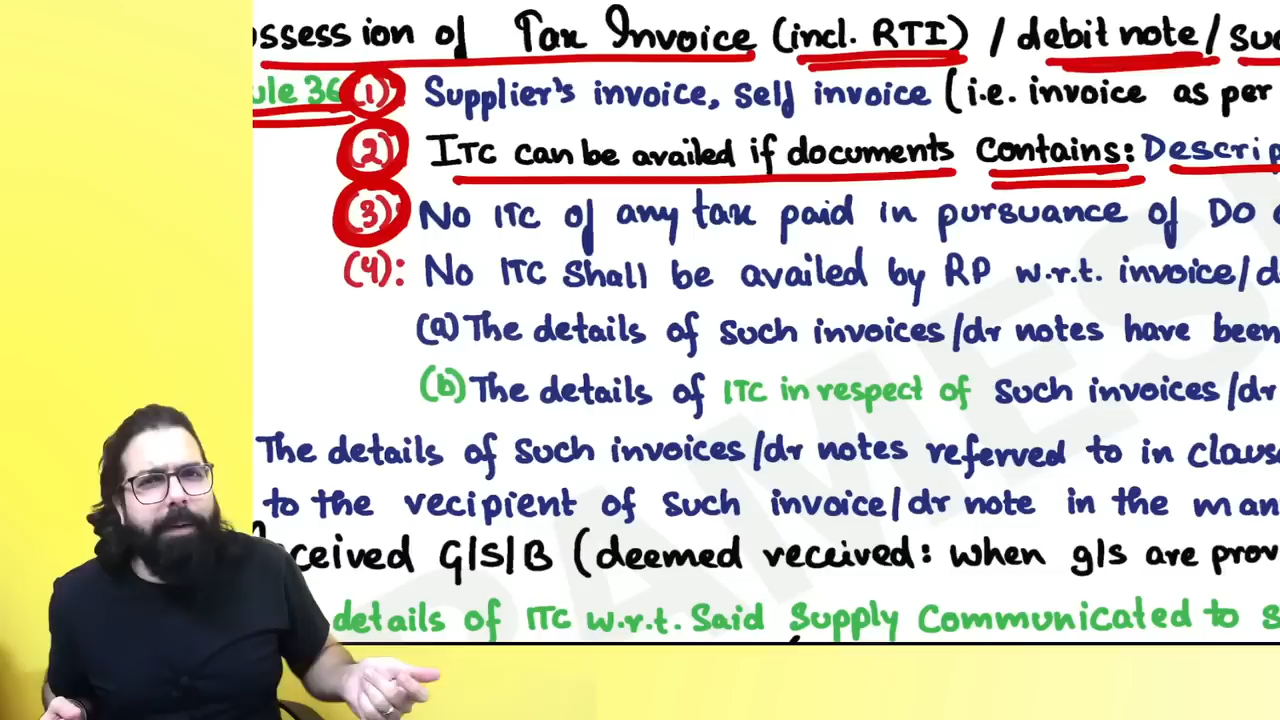 ssession of Tax Invoice (incl. RTI) / debit note / suc
ule 36 (1): Supplier's invoice, self invoice (i.e. invoice as per
(2) ITC can be availed if documents contains: Descrip
(3) No ITC of any tax paid in pursuance of DO
(4): No ITC shall be availed by RP w.r.t. invoice/d
(a) The details of such invoices/dr notes have been
(b) The details of ITC in respect of such invoices/dr
The details of such invoices/dr notes referred to in claus
to the recipient of such invoice/dr note in the man
eceived G/S/B (deemed received: when g/s are prov
details of ITC w.r.t. Said Supply Communicated to s